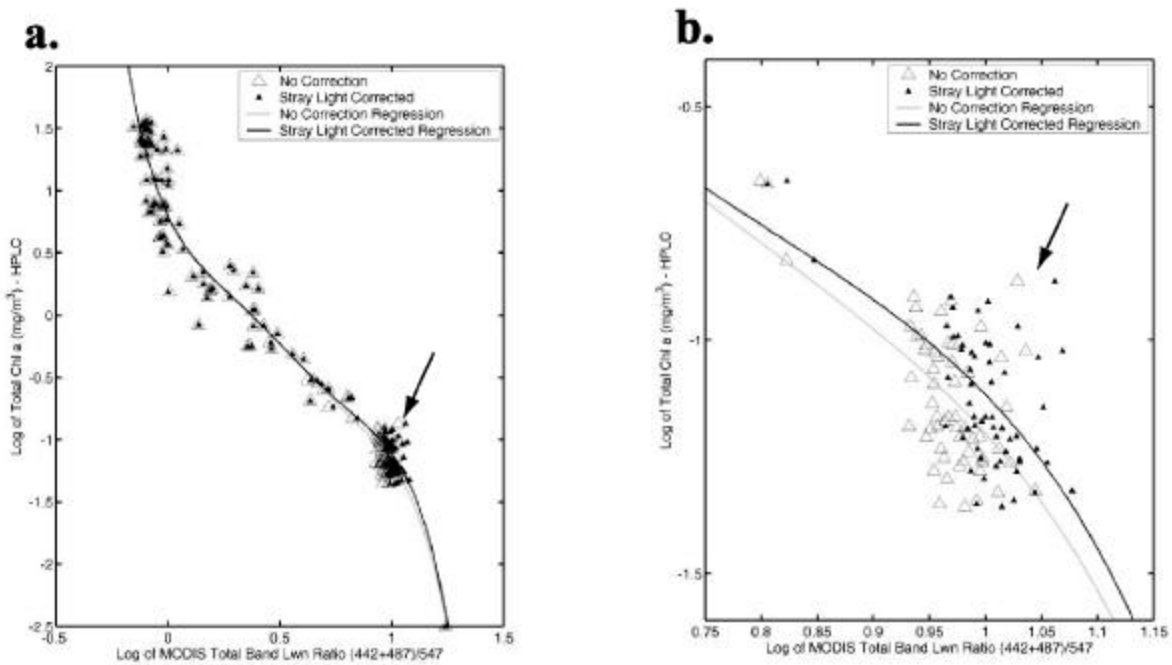 a.
2
1.5
1
0.5
0
-0.5
-1
-1.5
-2
-2.5
Log of Total Chl a (mg/m³) - HPLC
No Correction
Stray Light Corrected
No Correction Regression
Stray Light Corrected Regression
-0.5 0 0.5 1 1.5
Log of MODIS Total Band Lwn Ratio (442+487)/547
b.
-0.5
-1
-1.5
Log of Total Chl a (mg/m³) - HPLC
No Correction
Stray Light Corrected
No Correction Regression
Stray Light Corrected Regression
0.75 0.8 0.85 0.9 0.95 1 1.05 1.1 1.15
Log of MODIS Total Band Lwn Ratio (442+487)/547